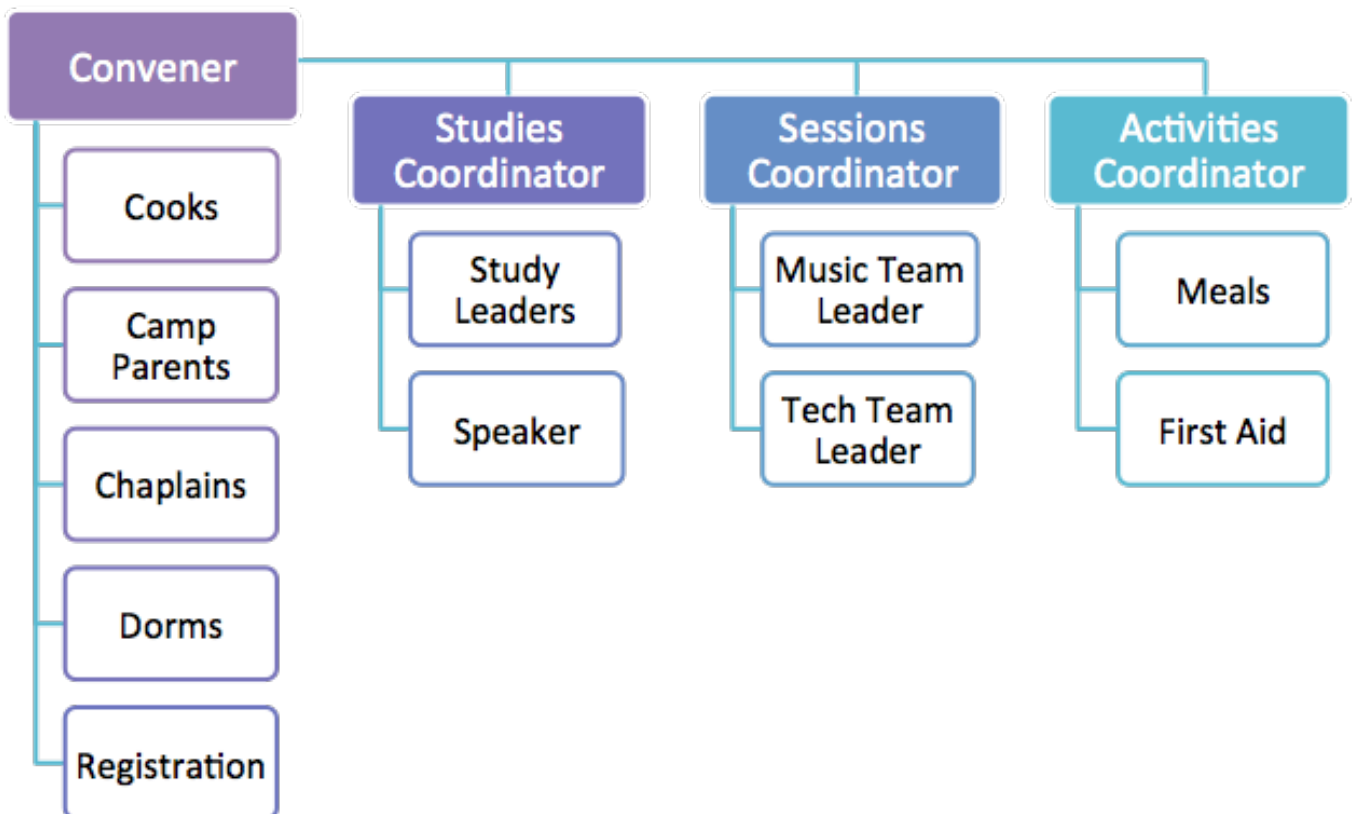 Convener
Cooks
Camp
Parents
Chaplains
Dorms
Registration
Studies
Coordinator
Study
Leaders
Speaker
Sessions
Coordinator
Music Team
Leader
Tech Team
Leader
Activities
Coordinator
Meals
First Aid